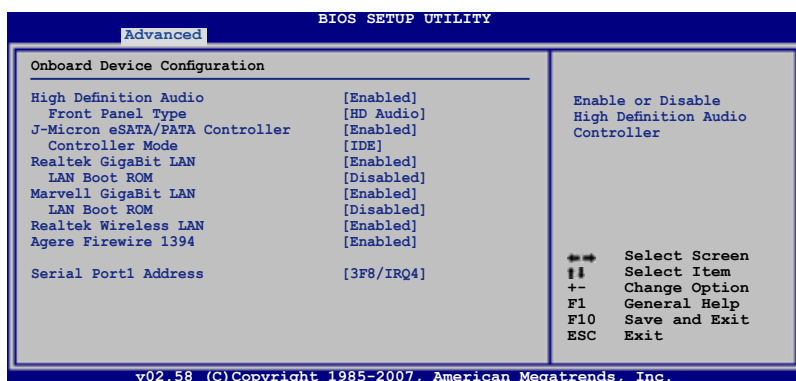 BIOS SETUP UTILITY
Advanced
Onboard Device Configuration
High Definition Audio [Enabled]
Front Panel Type [HD Audio]
J-Micron eSATA/PATA Controller [Enabled]
Controller Mode [IDE]
Realtek GigaBit LAN [Enabled]
LAN Boot ROM [Disabled]
Marvell GigaBit LAN [Enabled]
LAN Boot ROM [Disabled]
Realtek Wireless LAN [Enabled]
Agere Firewire 1394 [Enabled]
Serial Port1 Address [3F8/IRQ4]
Enable or Disable
High Definition Audio
Controller
←→ Select Screen
↑↓ Select Item
+- Change Option
F1 General Help
F10 Save and Exit
ESC Exit
v02.58 (C)Copyright 1985-2007, American Megatrends, Inc.